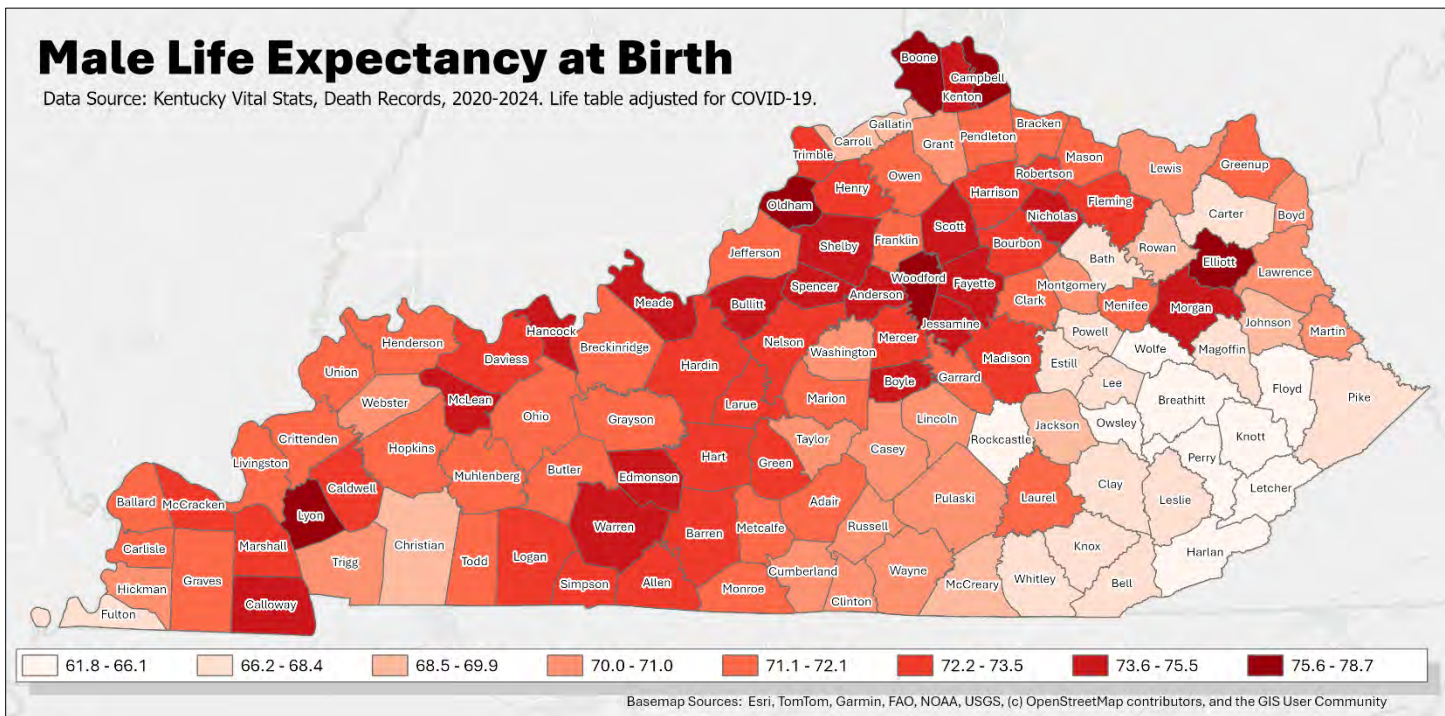 Male Life Expectancy at Birth
Data Source: Kentucky Vital Stats, Death Records, 2020-2024. Life table adjusted for COVID-19.
Boone
Campbell
Kenton
Gallatin
Carroll
Grant
Pendleton
Bracken
Trimble
Owen
Mason
Lewis
Greenup
Henry
Robertson
Harrison
Fleming
Oldham
Nicholas
Carter
Boyd
Scott
Shelby
Franklin
Bourbon
Rowan
Jefferson
Bath
Elliott
Lawrence
Woodford
Fayette
Spencer
Anderson
Montgomery
Meade
Bullitt
Clark
Menifee
Morgan
Jessamine
Johnson
Martin
Hancock
Powell
Nelson
Mercer
Henderson
Breckinridge
Washington
Wolfe
Magoffin
Daviess
Madison
Hardin
Estill
Union
Garrard
Boyle
Lee
Floyd
Pike
McLean
Marion
Larue
Breathitt
Webster
Ohio
Grayson
Lincoln
Owsley
Jackson
Crittenden
Taylor
Rockcastle
Knott
Hopkins
Casey
Hart
Green
Perry
Livingston
Butler
Muhlenberg
Edmonson
Clay
Letcher
Caldwell
Pulaski
Laurel
Leslie
Ballard
McCracken
Adair
Lyon
Russell
Warren
Metcalfe
Barren
Marshall
Christian
Knox
Carlisle
Harlan
Logan
Todd
Trigg
Cumberland
Wayne
Graves
Simpson
Allen
Whitley
Bell
McCreary
Hickman
Monroe
Clinton
Calloway
Fulton
61.8 - 66.1 66.2 - 68.4 68.5 - 69.9 70.0 - 71.0 71.1 - 72.1 72.2 - 73.5 73.6 - 75.5 75.6 - 78.7
Basemap Sources: Esri, TomTom, Garmin, FAO, NOAA, USGS, (c) OpenStreetMap contributors, and the GIS User Community